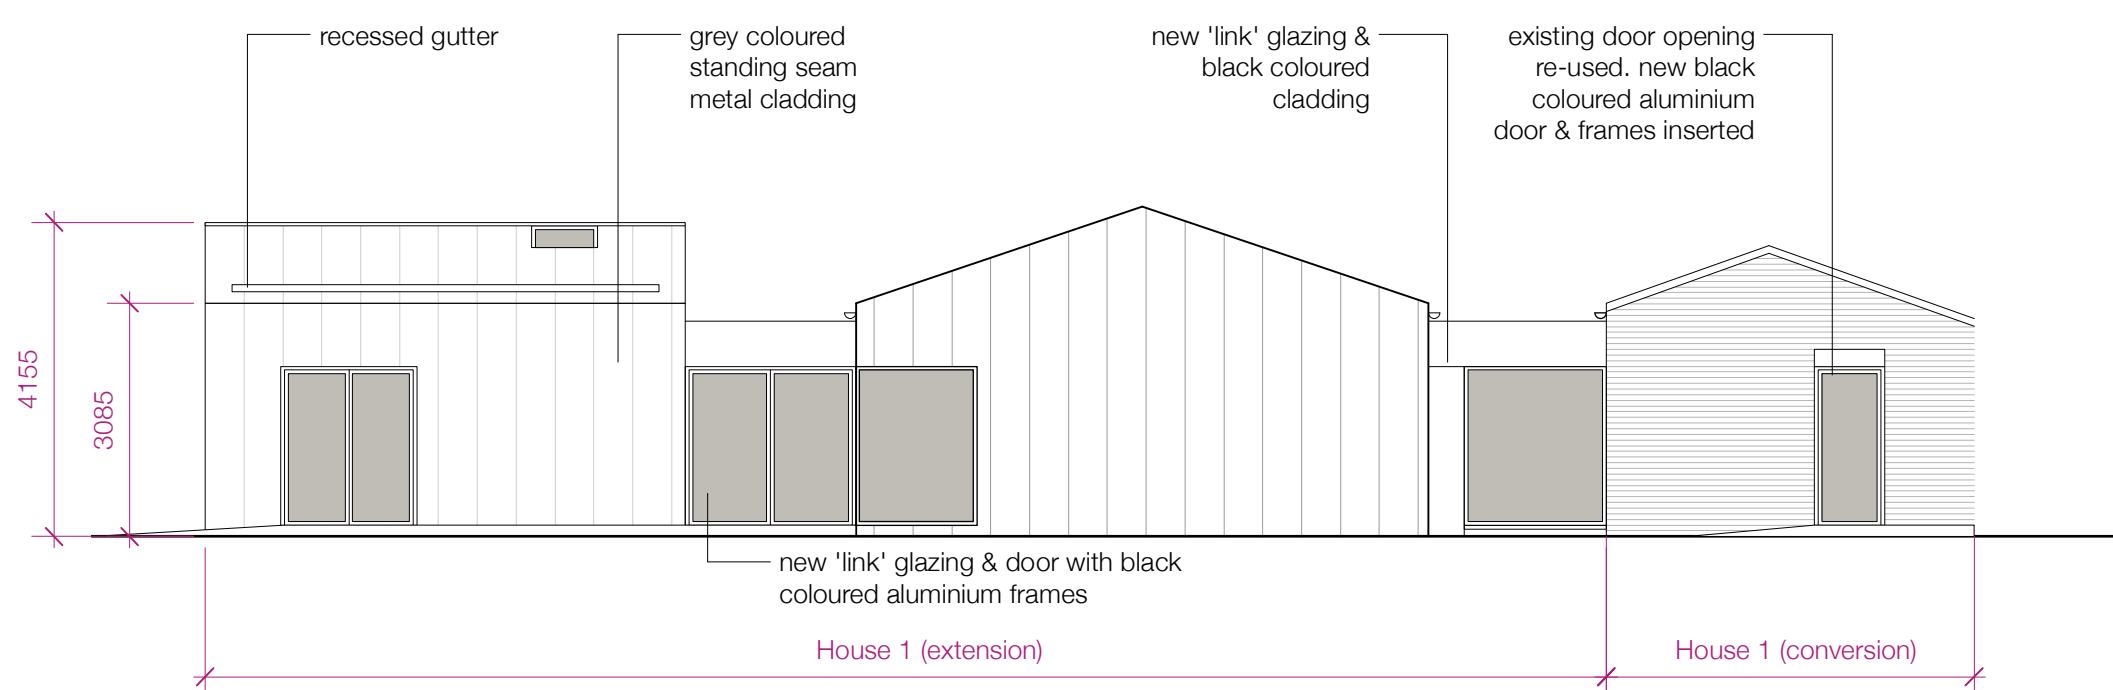 recessed gutter
grey coloured
standing seam
metal cladding
new 'link' glazing &
black coloured
cladding
existing door opening
re-used. new black
coloured aluminium
door & frames inserted
4155
3085
new 'link' glazing & door with black
coloured aluminium frames
House 1 (extension)
House 1 (conversion)